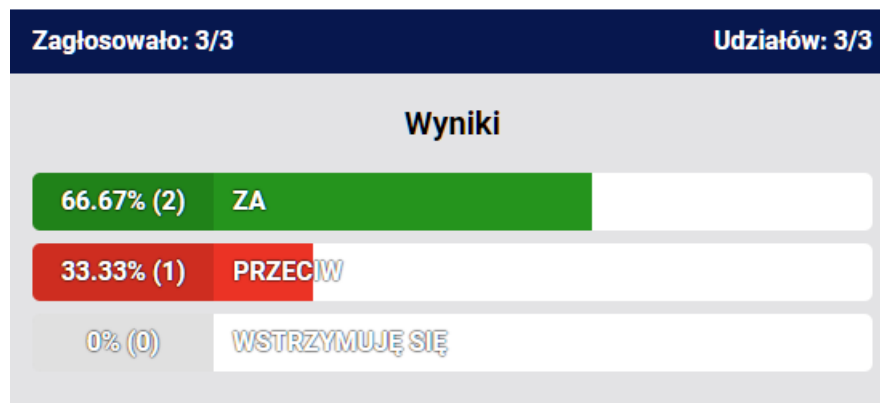 Zagłosowało: 3/3 Udziałów: 3/3
Wyniki
66.67% (2) ZA
33.33% (1) PRZECIW
0% (0) WSTRZYMUJĘ SIĘ